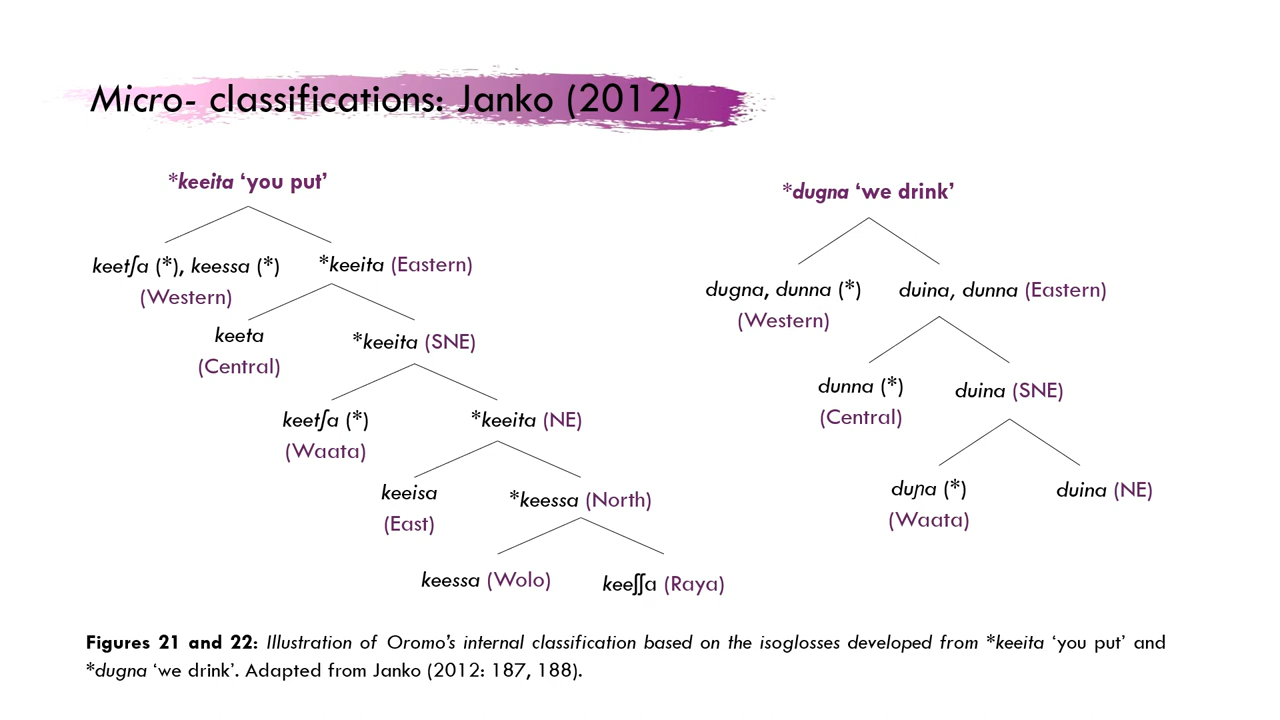 Micro- classifications: Janko (2012)
*keeita ‘you put’
keetʃa (*), keessa (*)
(Western)
*keeita (Eastern)
keeta
(Central)
*keeita (SNE)
keetʃa (*)
(Waata)
*keeita (NE)
keeisa
(East)
*keessa (North)
keessa (Wolo)
keeʃʃa (Raya)
*dugna ‘we drink’
dugna, dunna (*)
(Western)
duina, dunna (Eastern)
dunna (*)
(Central)
duina (SNE)
duɲa (*)
(Waata)
duina (NE)
Figures 21 and 22: Illustration of Oromo’s internal classification based on the isoglosses developed from *keeita ‘you put’ and
*dugna ‘we drink’. Adapted from Janko (2012: 187, 188).